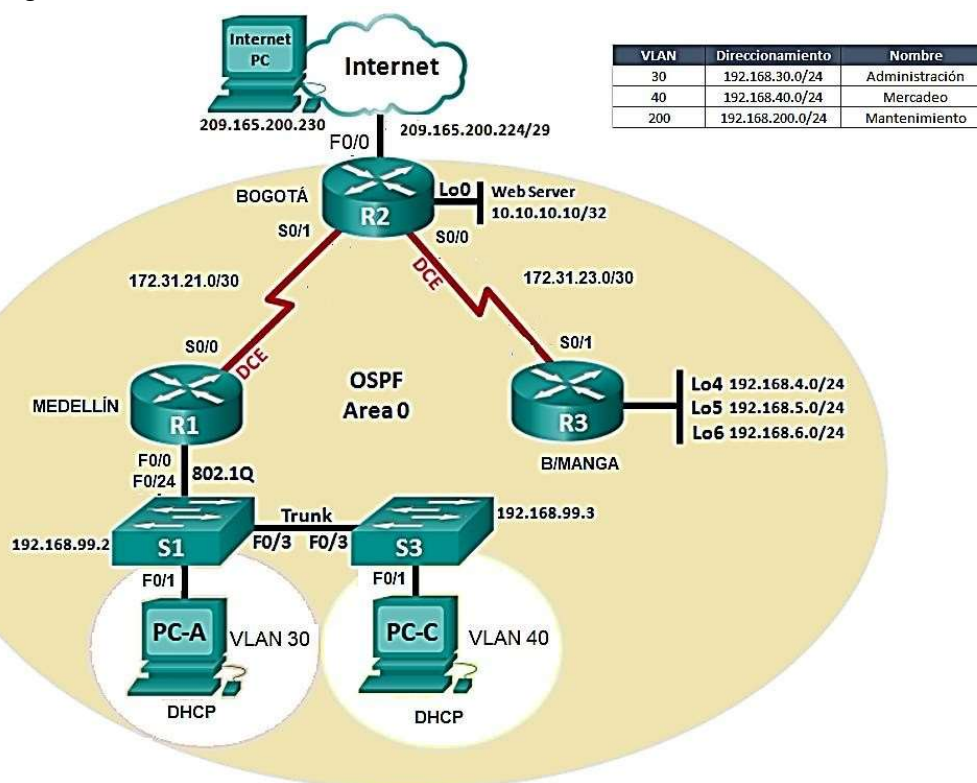 Internet
PC
Internet
209.165.200.230
209.165.200.224/29
F0/0
VLAN Direccionamiento Nombre
30 192.168.30.0/24 Administración
40 192.168.40.0/24 Mercadeo
200 192.168.200.0/24 Mantenimiento
BOGOTÁ
R2
Lo0
Web Server
10.10.10.10/32
S0/1
S0/0
DCE
172.31.21.0/30
172.31.23.0/30
S0/0
DCE
S0/1
OSPF
Area 0
MEDELLÍN
R1
R3
B/MANGA
Lo4 192.168.4.0/24
Lo5 192.168.5.0/24
Lo6 192.168.6.0/24
F0/0
F0/24
802.1Q
Trunk
192.168.99.3
192.168.99.2
S1
F0/3
F0/3
S3
F0/1
F0/1
PC-A
VLAN 30
PC-C
VLAN 40
DHCP
DHCP